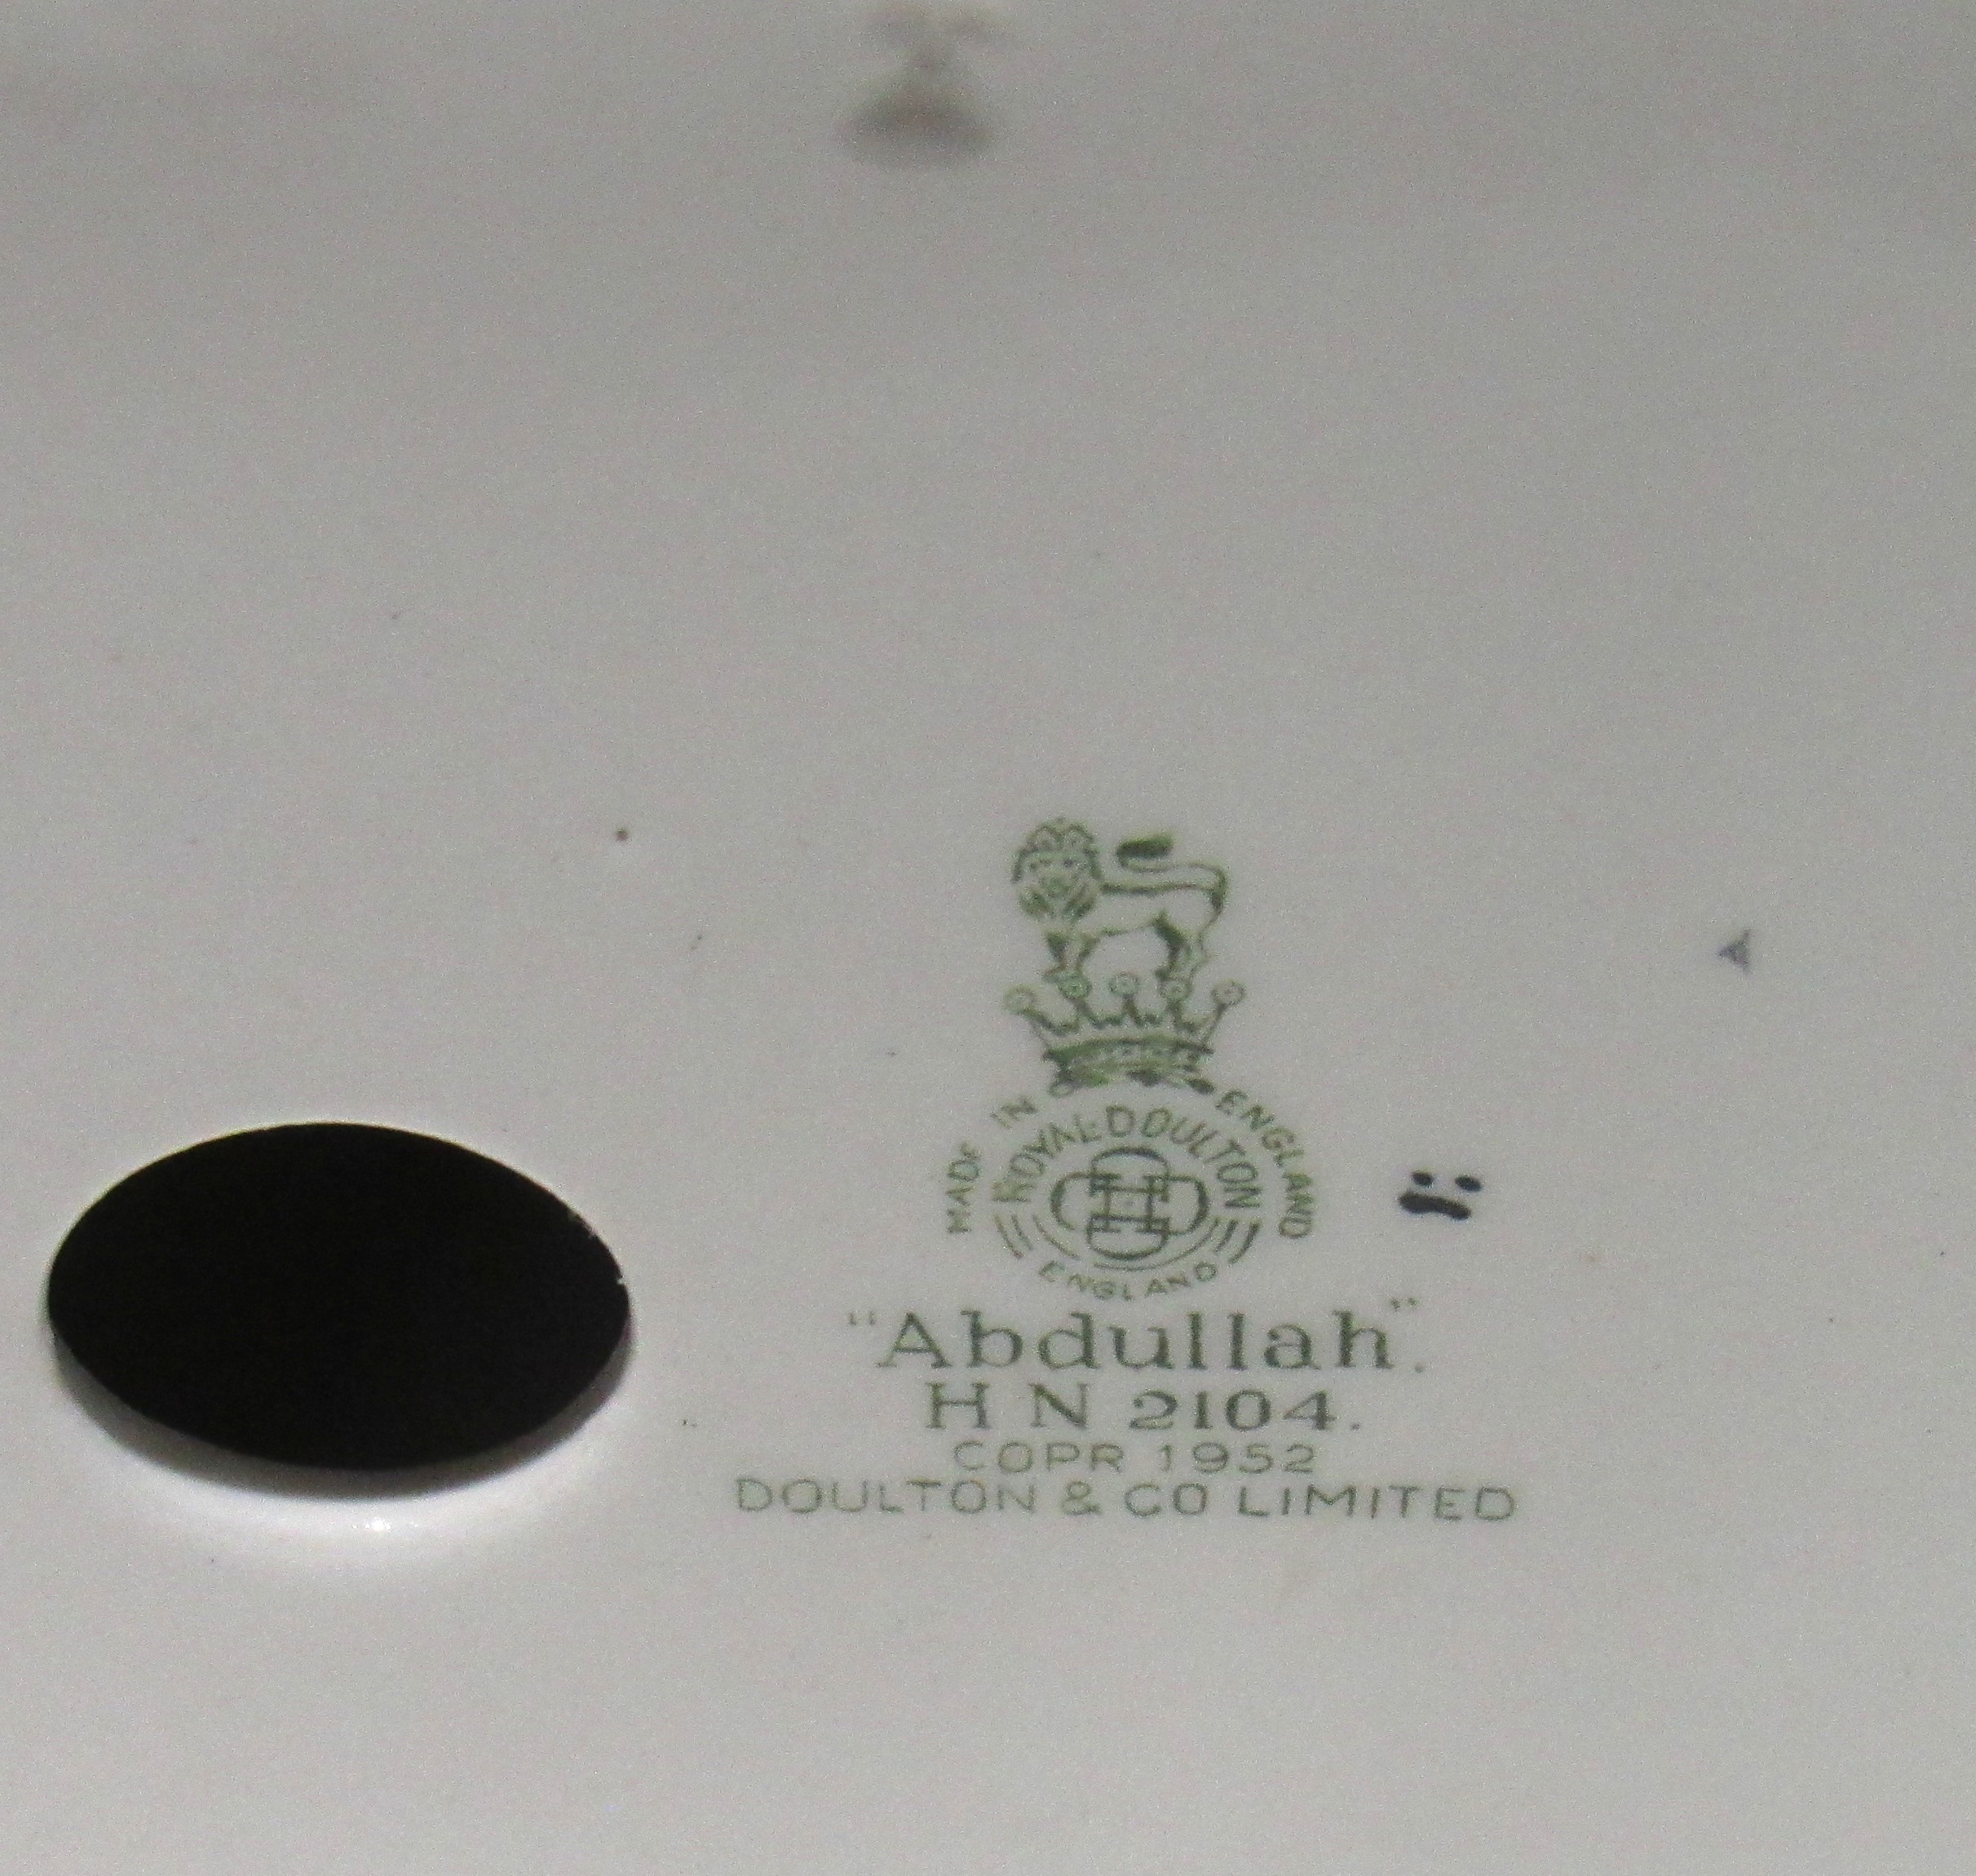 MADE IN ENGLAND
ROYAL DOULTON
ENGLAND
"Abdullah".
H N 2104.
COPR 1952
DOULTON & CO LIMITED
A